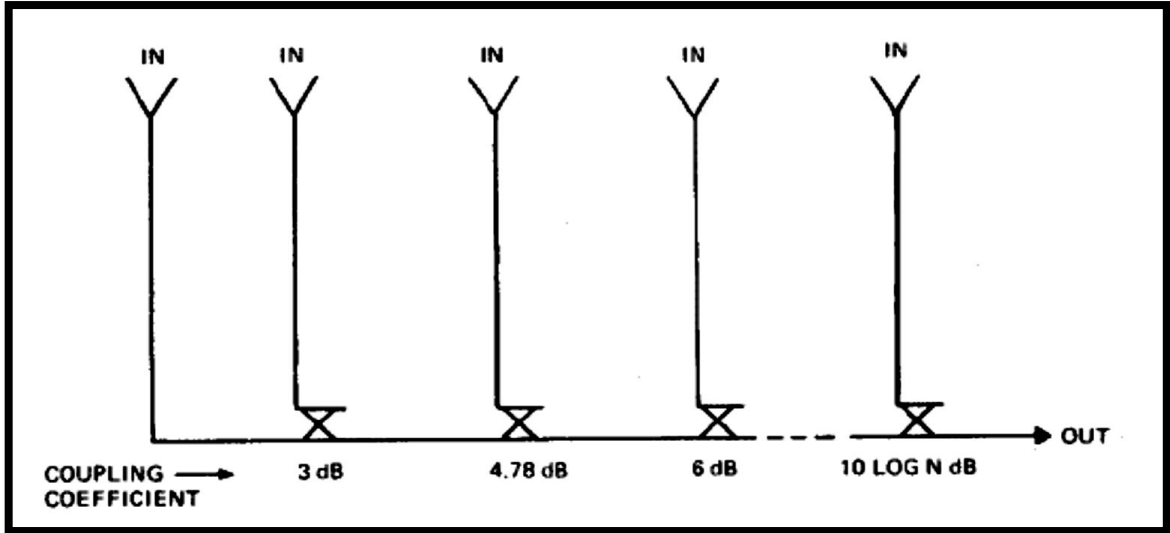 IN
IN
IN
IN
IN
OUT
COUPLING
COEFFICIENT
3 dB
4.78 dB
6 dB
10 LOG N dB